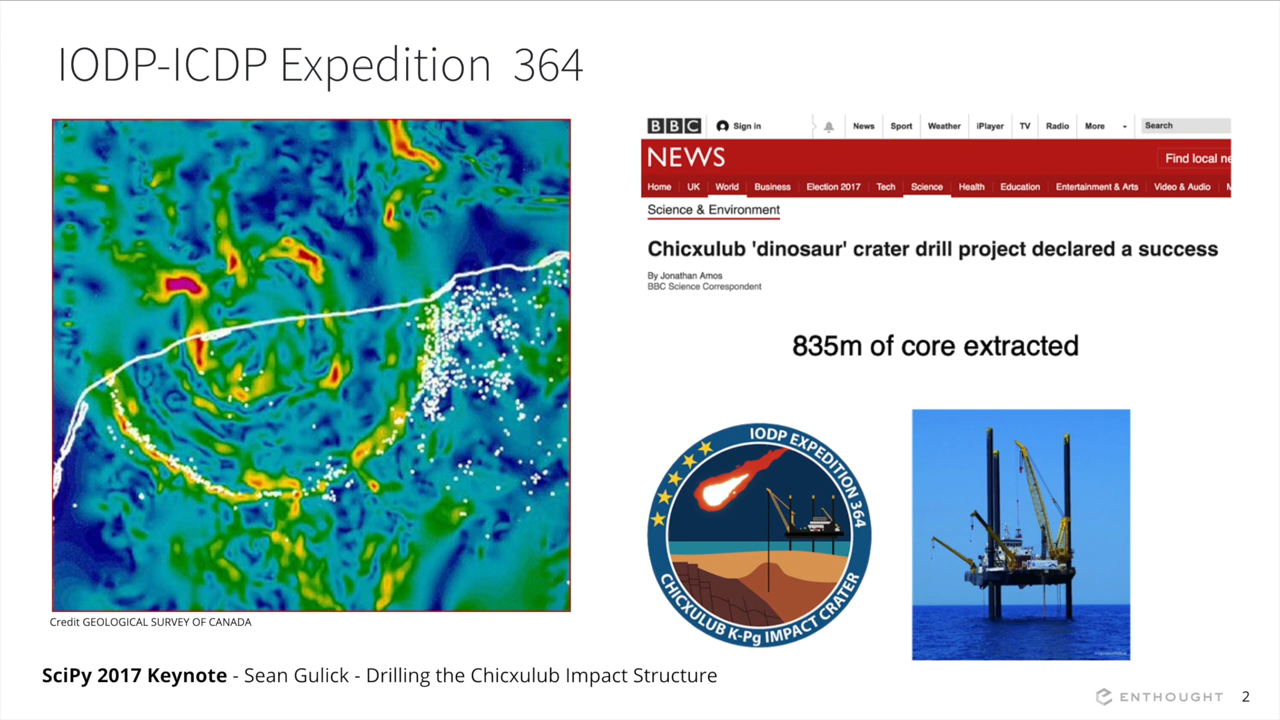 IODP-ICDP Expedition 364
Credit GEOLOGICAL SURVEY OF CANADA
BBC Sign in News Sport Weather iPlayer TV Radio More Search
NEWS
Find local ne
Home UK World Business Election 2017 Tech Science Health Education Entertainment & Arts Video & Audio
Science & Environment
Chicxulub 'dinosaur' crater drill project declared a success
By Jonathan Amos
BBC Science Correspondent
835m of core extracted
IODP EXPEDITION 364
CHICXULUB K-Pg IMPACT CRATER
SciPy 2017 Keynote - Sean Gulick - Drilling the Chicxulub Impact Structure
ENTHOUGHT 2